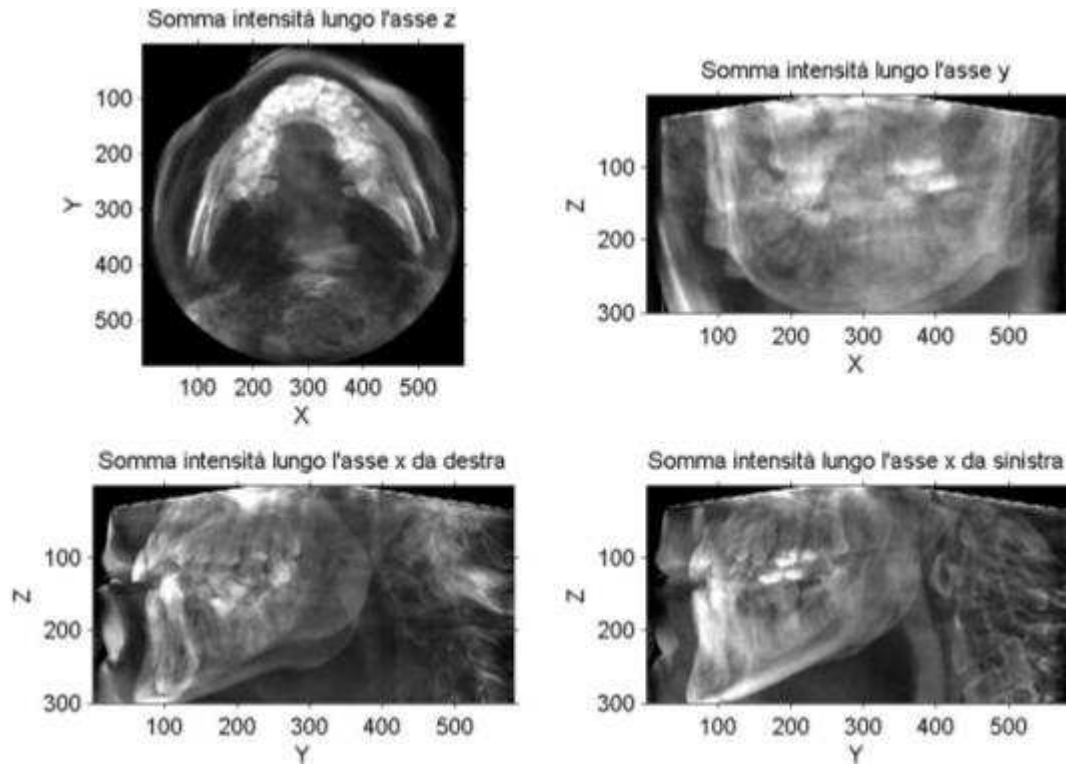 Somma intensità lungo l'asse z
100
200
300
400
500
Y
100 200 300 400 500
X
Somma intensità lungo l'asse y
100
200
300
Z
100 200 300 400 500
X
Somma intensità lungo l'asse x da destra
100
200
300
Z
100 200 300 400 500
Y
Somma intensità lungo l'asse x da sinistra
100
200
300
Z
100 200 300 400 500
Y